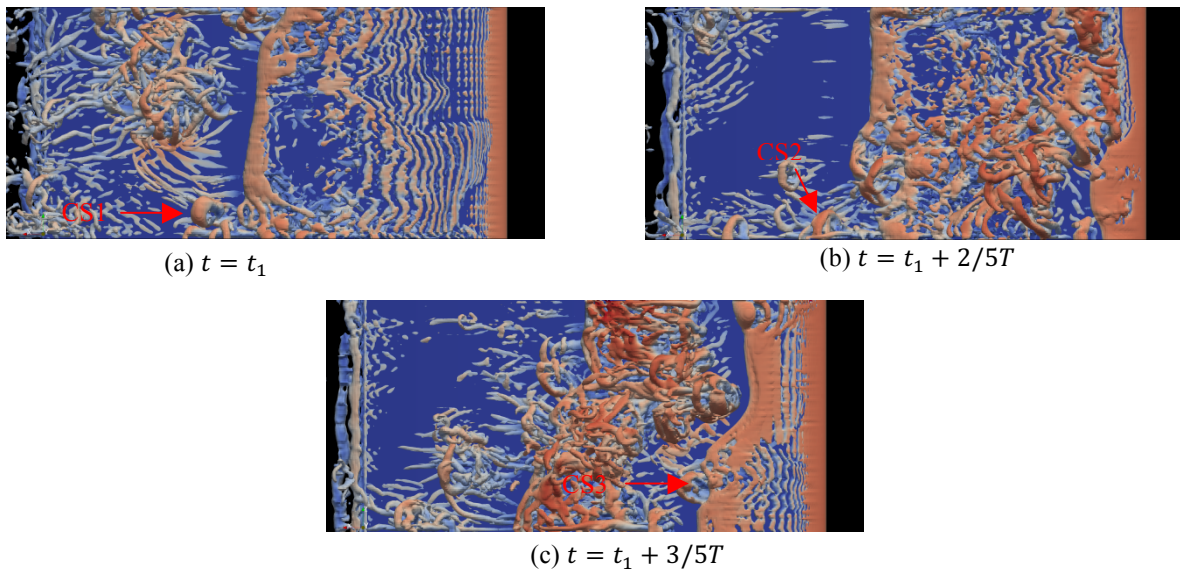 CS1
(a) t = t₁
CS2
(b) t = t₁ + 2/5T
CS3
(c) t = t₁ + 3/5T